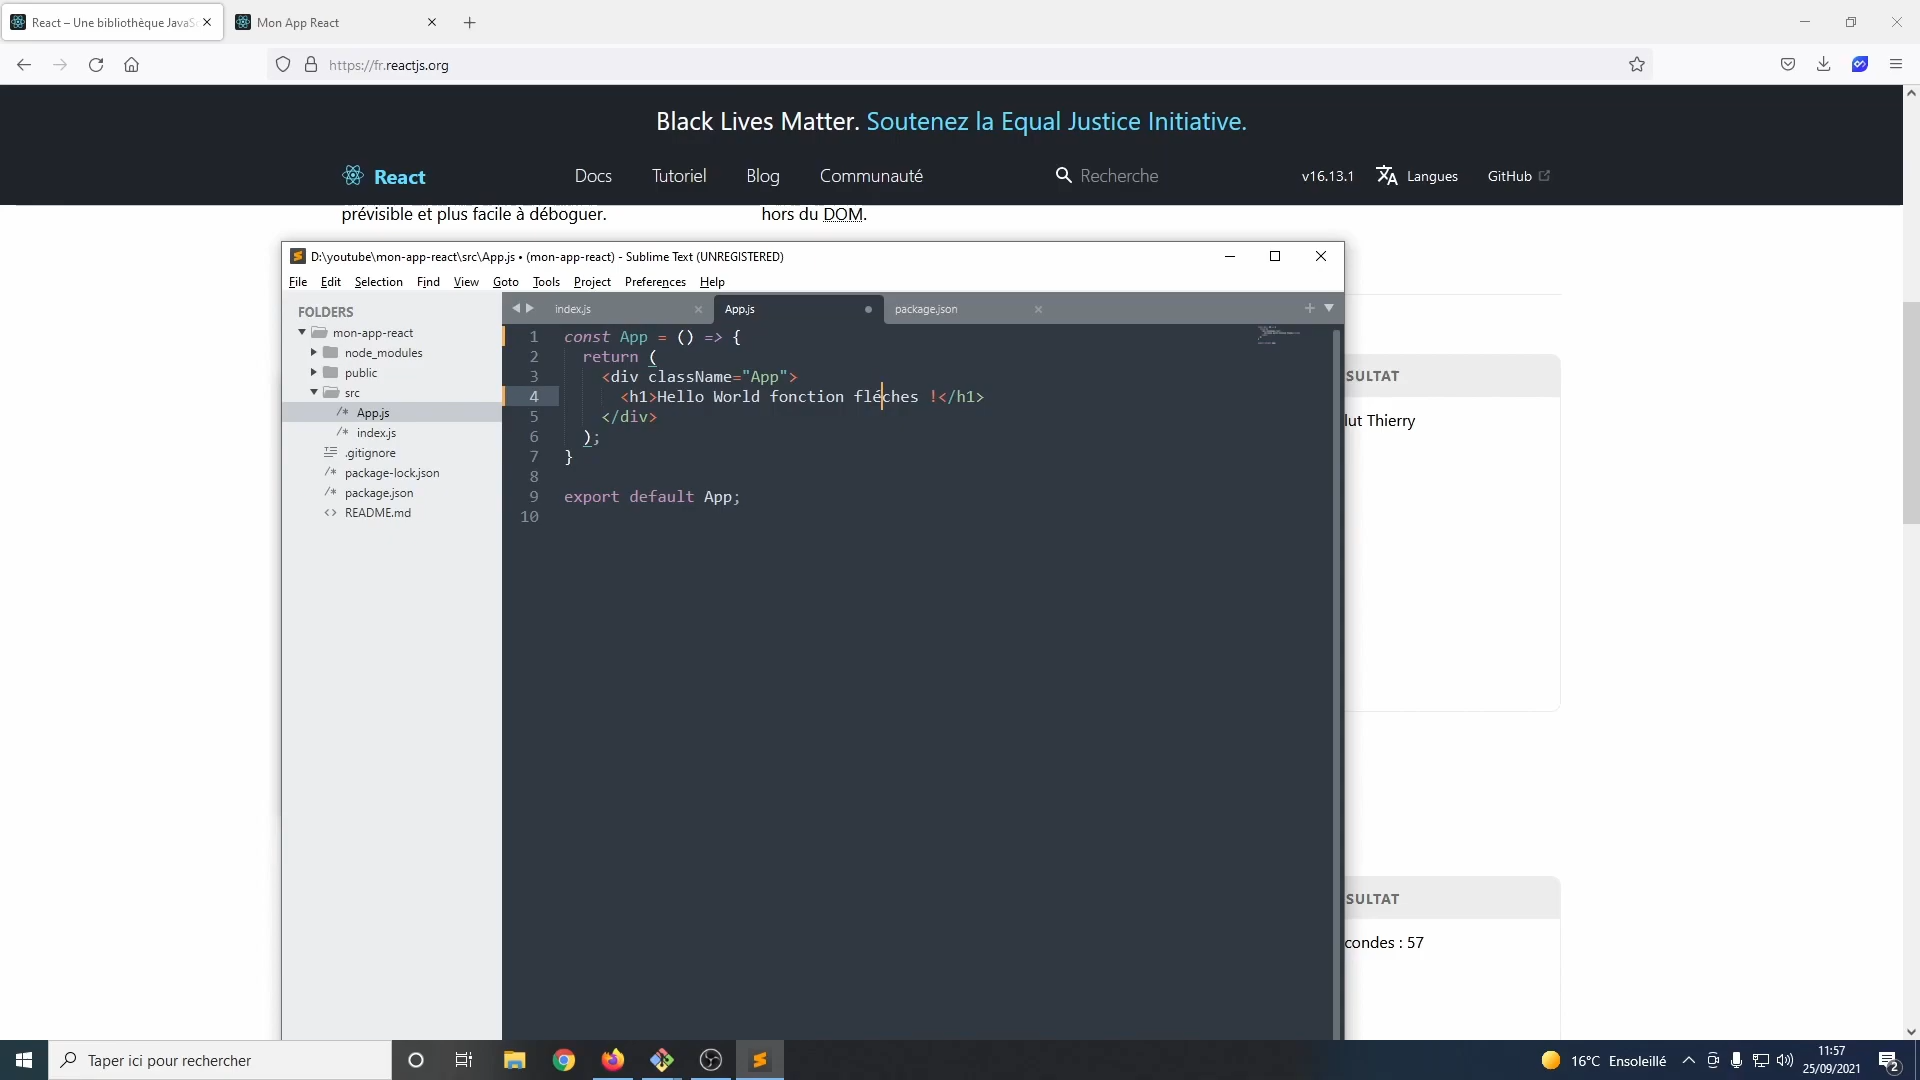 React – Une bibliothèque JavaS
Mon App React
https://fr.reactjs.org
Black Lives Matter. Soutenez la Equal Justice Initiative.
React
Docs
Tutoriel
Blog
Communauté
Recherche
v16.13.1
Langues
GitHub
prévisible et plus facile à déboguer.
hors du DOM.
D:\youtube\mon-app-react\src\App.js • (mon-app-react) - Sublime Text (UNREGISTERED)
File Edit Selection Find View Goto Tools Project Preferences Help
FOLDERS
mon-app-react
node_modules
public
src
App.js
index.js
.gitignore
package-lock.json
package.json
README.md
index.js
App.js
package.json
1 const App = () => {
2 return (
3 <div className="App">
4 <h1>Hello World fonction fléches !</h1>
5 </div>
6 );
7 }
8
9 export default App;
10
SULTAT
lut Thierry
SULTAT
condes : 57
Taper ici pour rechercher
16°C Ensoleillé
11:57
25/09/2021
2